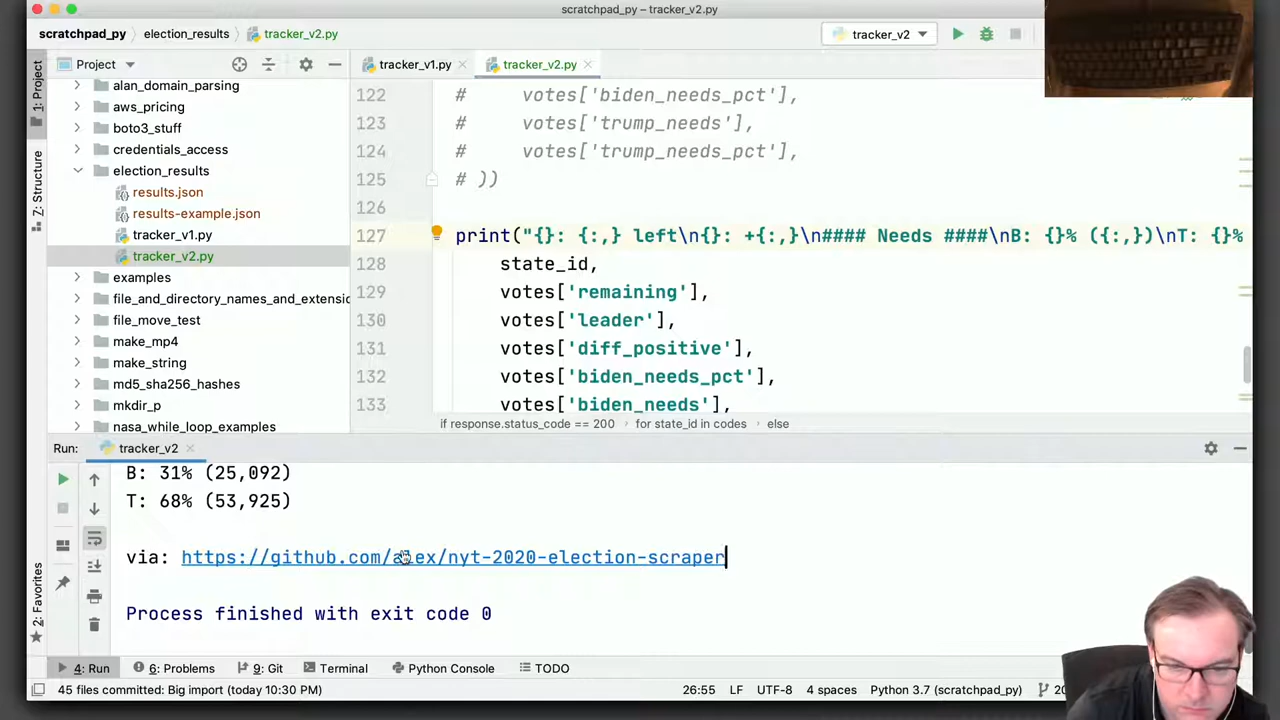 scratchpad_py – tracker_v2.py
scratchpad_py
election_results
tracker_v2.py
tracker_v2
1: Project
Project
tracker_v1.py
tracker_v2.py
alan_domain_parsing
aws_pricing
boto3_stuff
credentials_access
election_results
results.json
results-example.json
tracker_v1.py
tracker_v2.py
examples
file_and_directory_names_and_extensio
file_move_test
make_mp4
make_string
md5_sha256_hashes
mkdir_p
nasa_while_loop_examples
Z: Structure
2: Favorites
122 # votes['biden_needs_pct'],
123 # votes['trump_needs'],
124 # votes['trump_needs_pct'],
125 # ))
126
127 print("{}: {:,} left\n{}: +{:,}\n#### Needs ####\nB: {}% ({:,})\nT: {}%
128 state_id,
129 votes['remaining'],
130 votes['leader'],
131 votes['diff_positive'],
132 votes['biden_needs_pct'],
133 votes['biden_needs'],
if response.status_code == 200 › for state_id in codes › else
Run: tracker_v2
B: 31% (25,092)
T: 68% (53,925)
via: https://github.com/alex/nyt-2020-election-scraper
Process finished with exit code 0
4: Run
6: Problems
9: Git
Terminal
Python Console
TODO
45 files committed: Big import (today 10:30 PM)
26:55 LF UTF-8 4 spaces Python 3.7 (scratchpad_py) 20